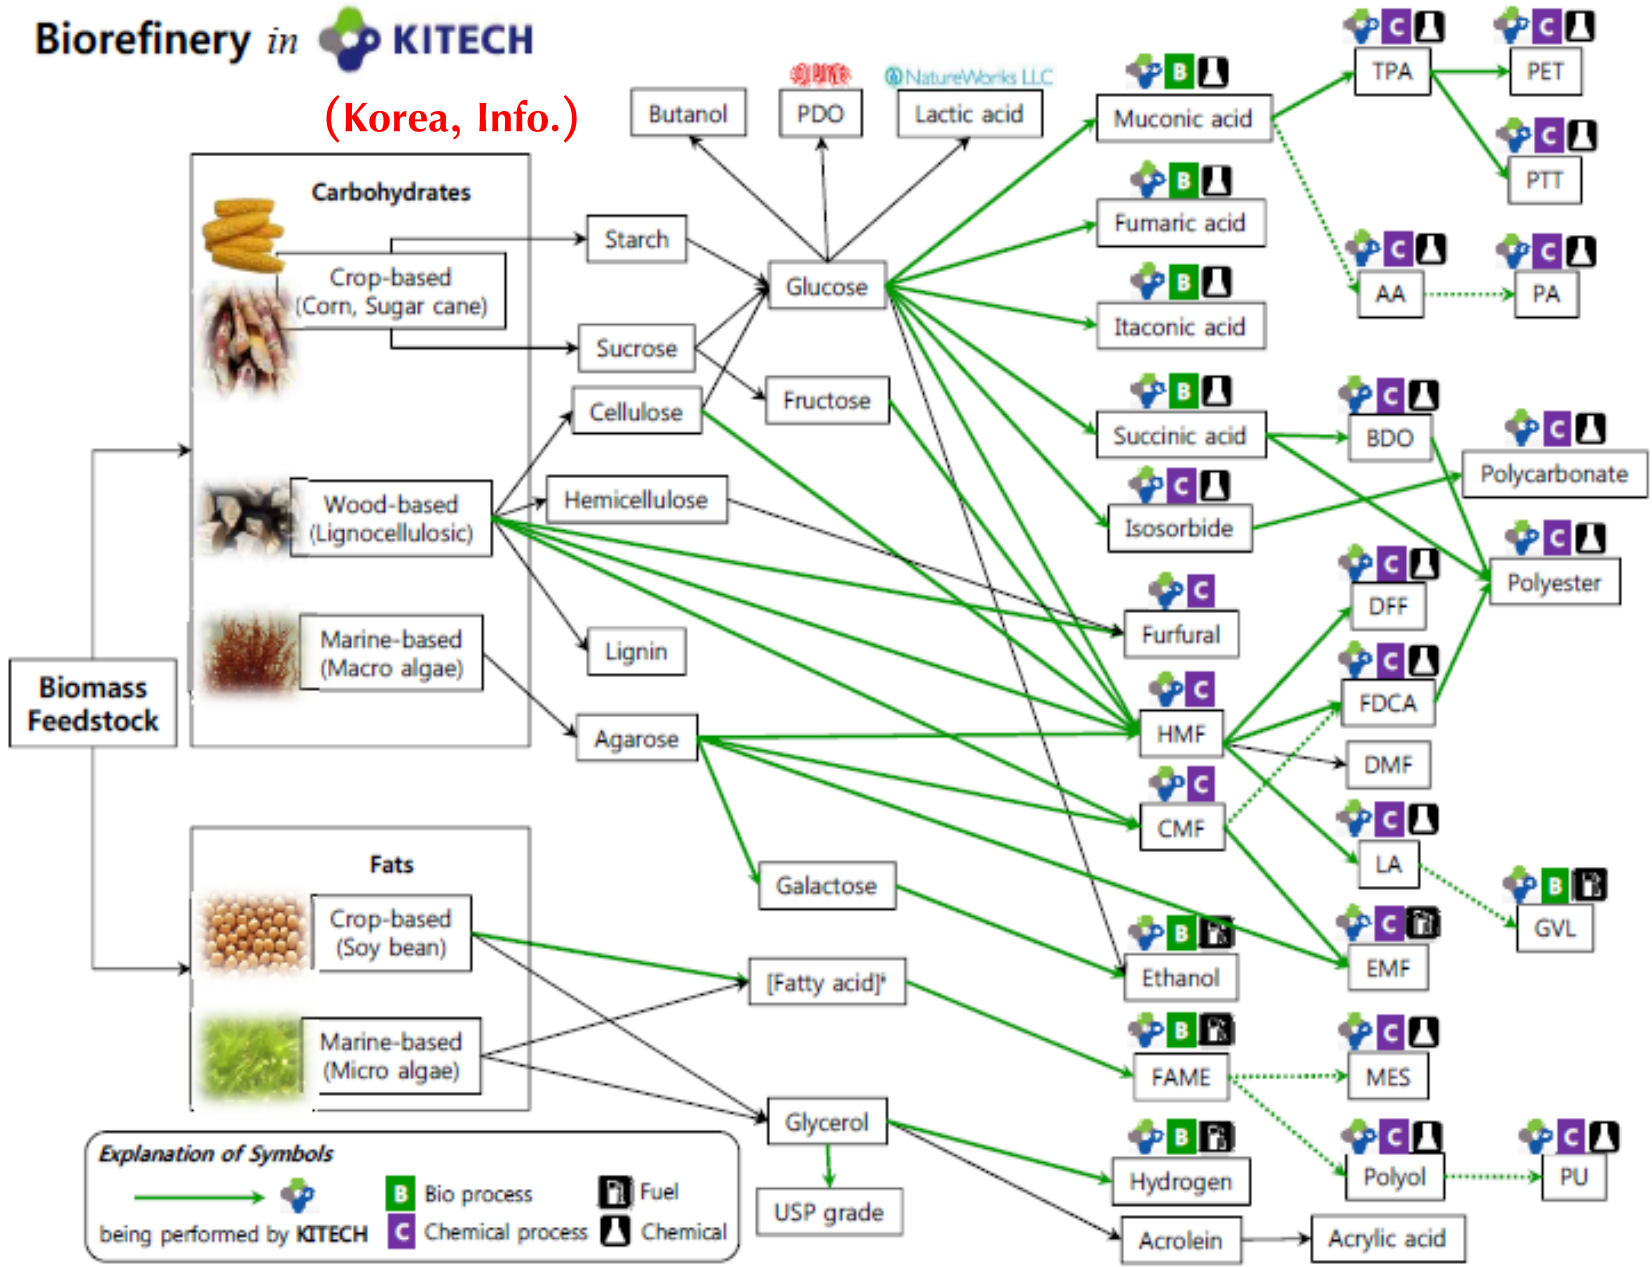 Biorefinery in KITECH
(Korea, Info.)
Butanol
PDO
NatureWorks LLC
Lactic acid
B
Muconic acid
C
TPA
C
PET
C
PTT
B
Fumaric acid
C
AA
C
PA
B
Itaconic acid
Carbohydrates
Crop-based
(Corn, Sugar cane)
Starch
Sucrose
Glucose
Fructose
Cellulose
Wood-based
(Lignocellulosic)
Hemicellulose
Lignin
Marine-based
(Macro algae)
Agarose
Biomass
Feedstock
B
Succinic acid
C
BDO
C
Polycarbonate
C
Isosorbide
C
Polyester
C
DFF
C
Furfural
C
FDCA
C
HMF
DMF
C
CMF
C
LA
B
GVL
C
EMF
Galactose
B
Ethanol
Fats
Crop-based
(Soy bean)
[Fatty acid]*
Marine-based
(Micro algae)
B
FAME
C
MES
Glycerol
B
Hydrogen
C
Polyol
C
PU
USP grade
Acrolein
Acrylic acid
Explanation of Symbols
being performed by KITECH
B Bio process
C Chemical process
Fuel
Chemical